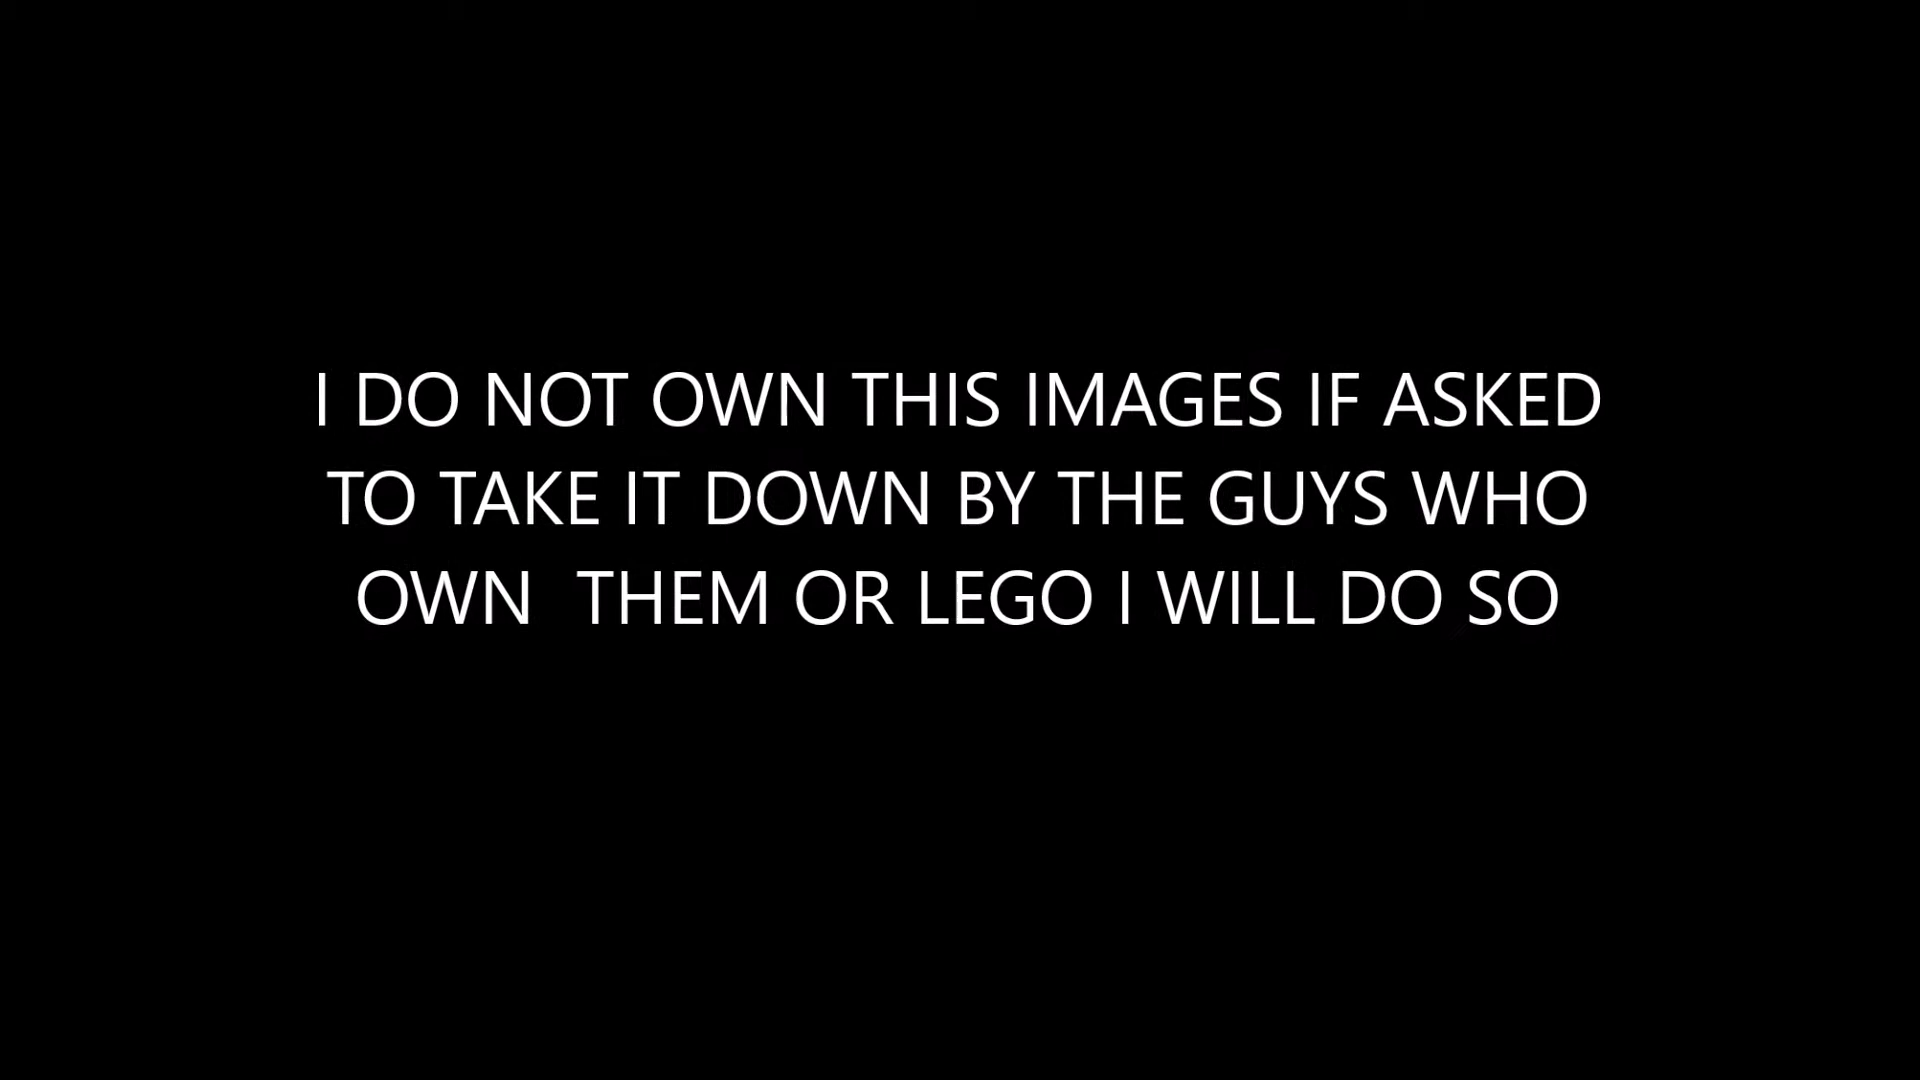 I DO NOT OWN THIS IMAGES IF ASKED
TO TAKE IT DOWN BY THE GUYS WHO
OWN  THEM OR LEGO I WILL DO SO